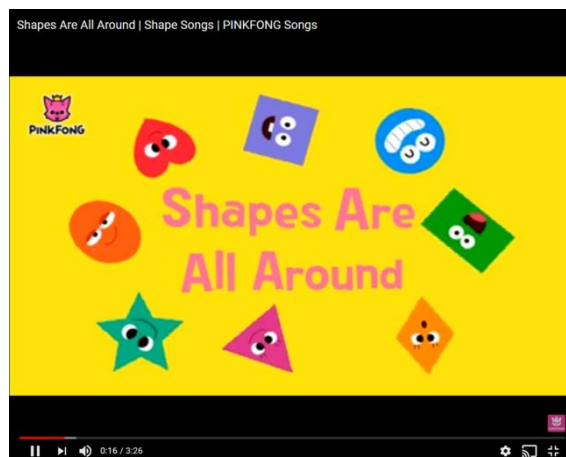 Shapes Are All Around | Shape Songs | PINKFONG Songs
PINKFONG
Shapes Are
All Around
0:16 / 3:26